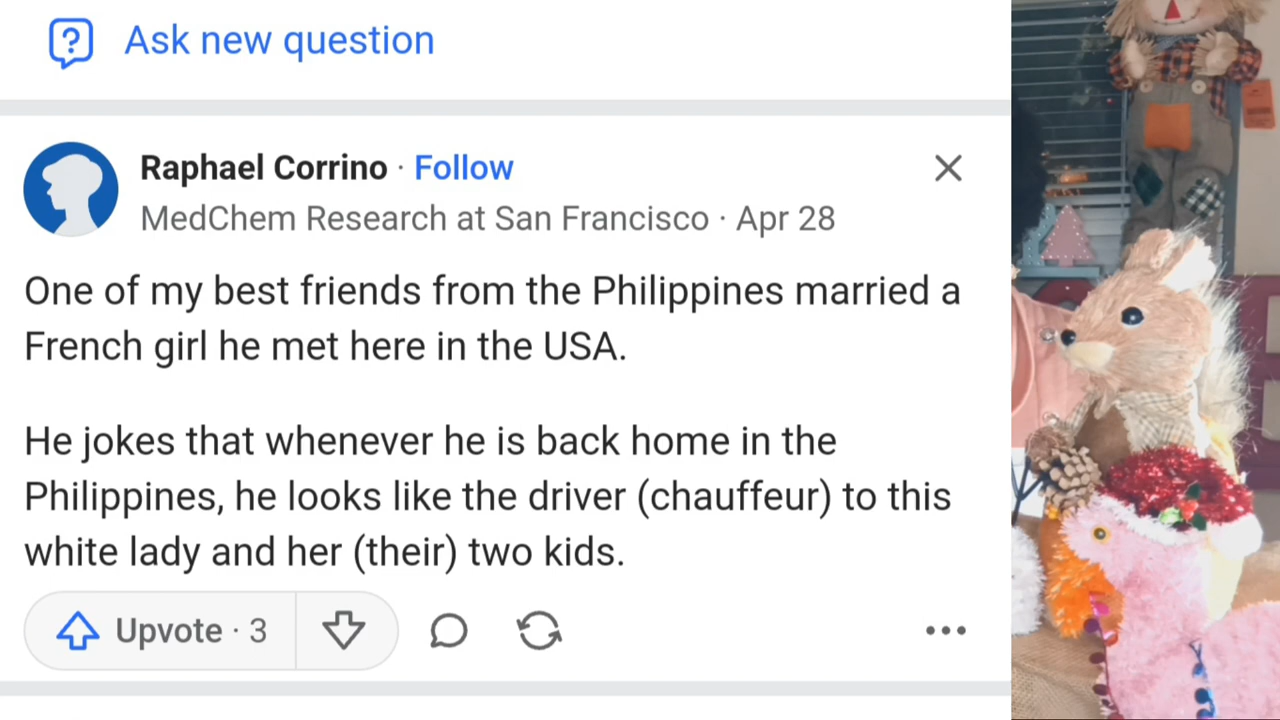 Ask new question
Raphael Corrino · Follow
MedChem Research at San Francisco · Apr 28
One of my best friends from the Philippines married a
French girl he met here in the USA.
He jokes that whenever he is back home in the
Philippines, he looks like the driver (chauffeur) to this
white lady and her (their) two kids.
Upvote · 3